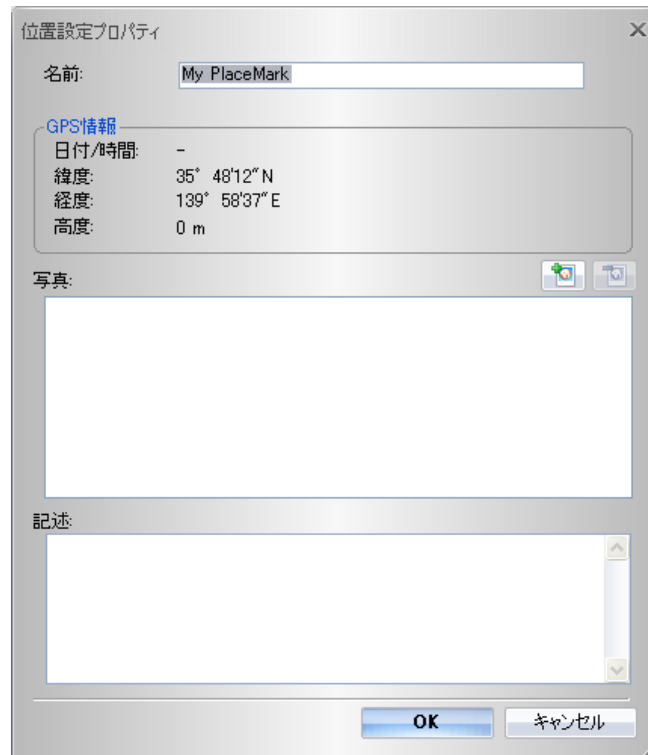 位置設定プロパティ
名前: My PlaceMark
GPS情報
日付/時間: -
緯度: 35° 48'12"N
経度: 139° 58'37"E
高度: 0 m
写真:
記述:
OK キャンセル